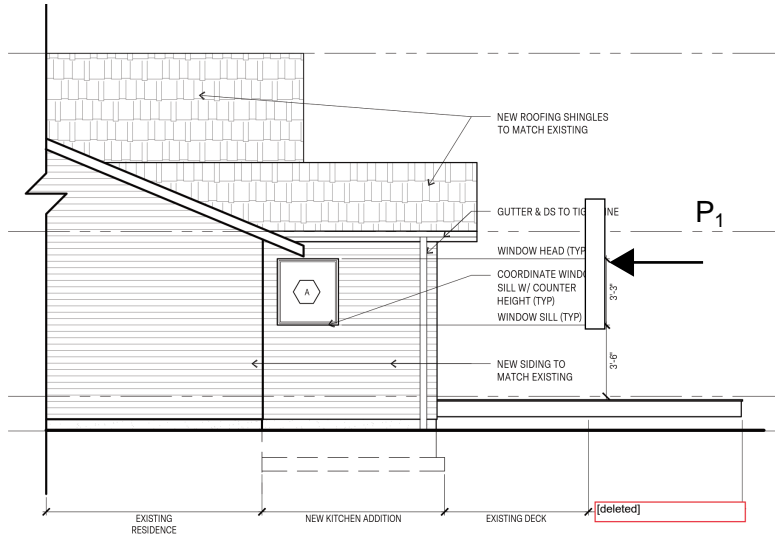 NEW ROOFING SHINGLES
TO MATCH EXISTING
P1
GUTTER & DS TO
WINDOW HEAD (TYP
COORDINATE
SILL W/ COUNTER
HEIGHT (TYP)
WINDOW SILL (TYP)
A
3'-3"
NEW SIDING TO
MATCH EXISTING
3'-6"
EXISTING
RESIDENCE
NEW KITCHEN ADDITION
EXISTING DECK
[deleted]